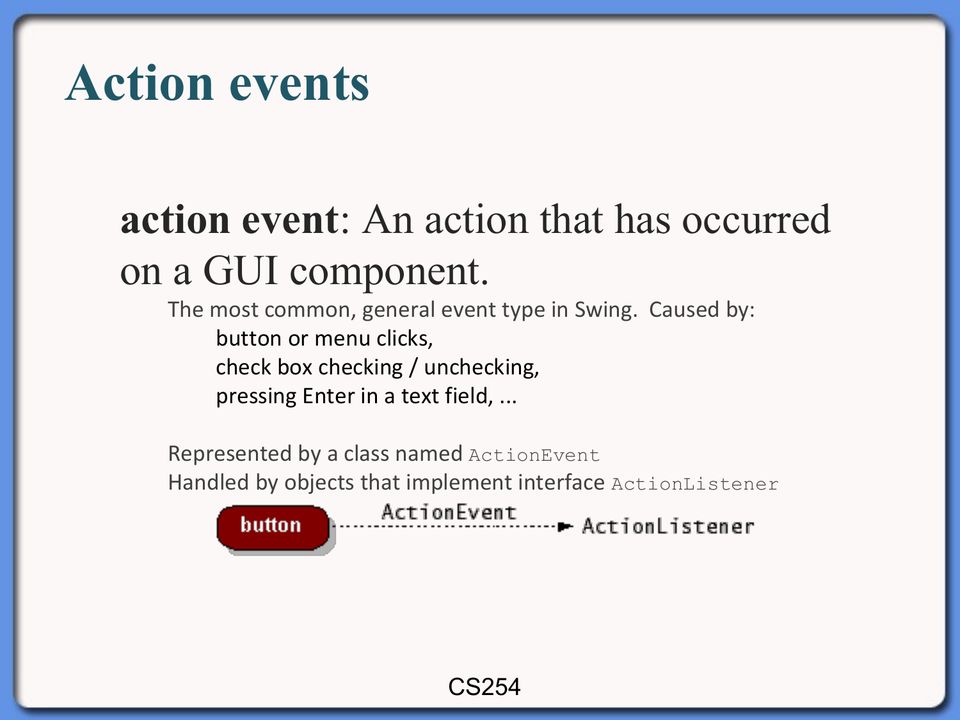 Action events
action event: An action that has occurred
on a GUI component.
The most common, general event type in Swing.  Caused by:
button or menu clicks,
check box checking / unchecking,
pressing Enter in a text field, ...
Represented by a class named ActionEvent
Handled by objects that implement interface ActionListener
button ActionEvent ActionListener
CS254